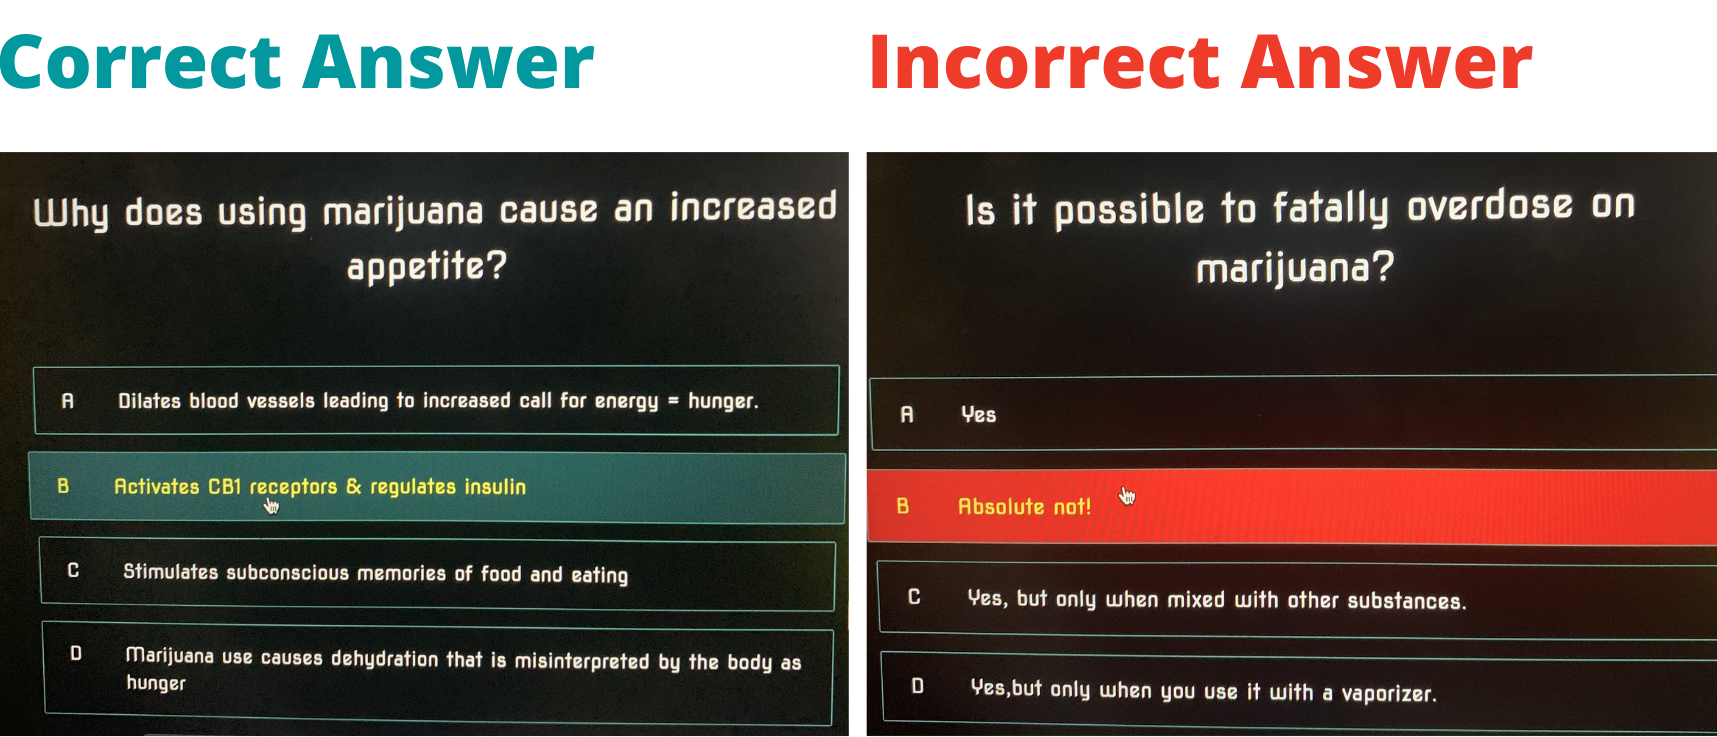 Correct Answer
Incorrect Answer
Why does using marijuana cause an increased
appetite?
A Dilates blood vessels leading to increased call for energy = hunger.
B Activates CB1 receptors & regulates insulin
C Stimulates subconscious memories of food and eating
D Marijuana use causes dehydration that is misinterpreted by the body as
hunger
Is it possible to fatally overdose on
marijuana?
A Yes
B Absolute not!
C Yes, but only when mixed with other substances.
D Yes,but only when you use it with a vaporizer.